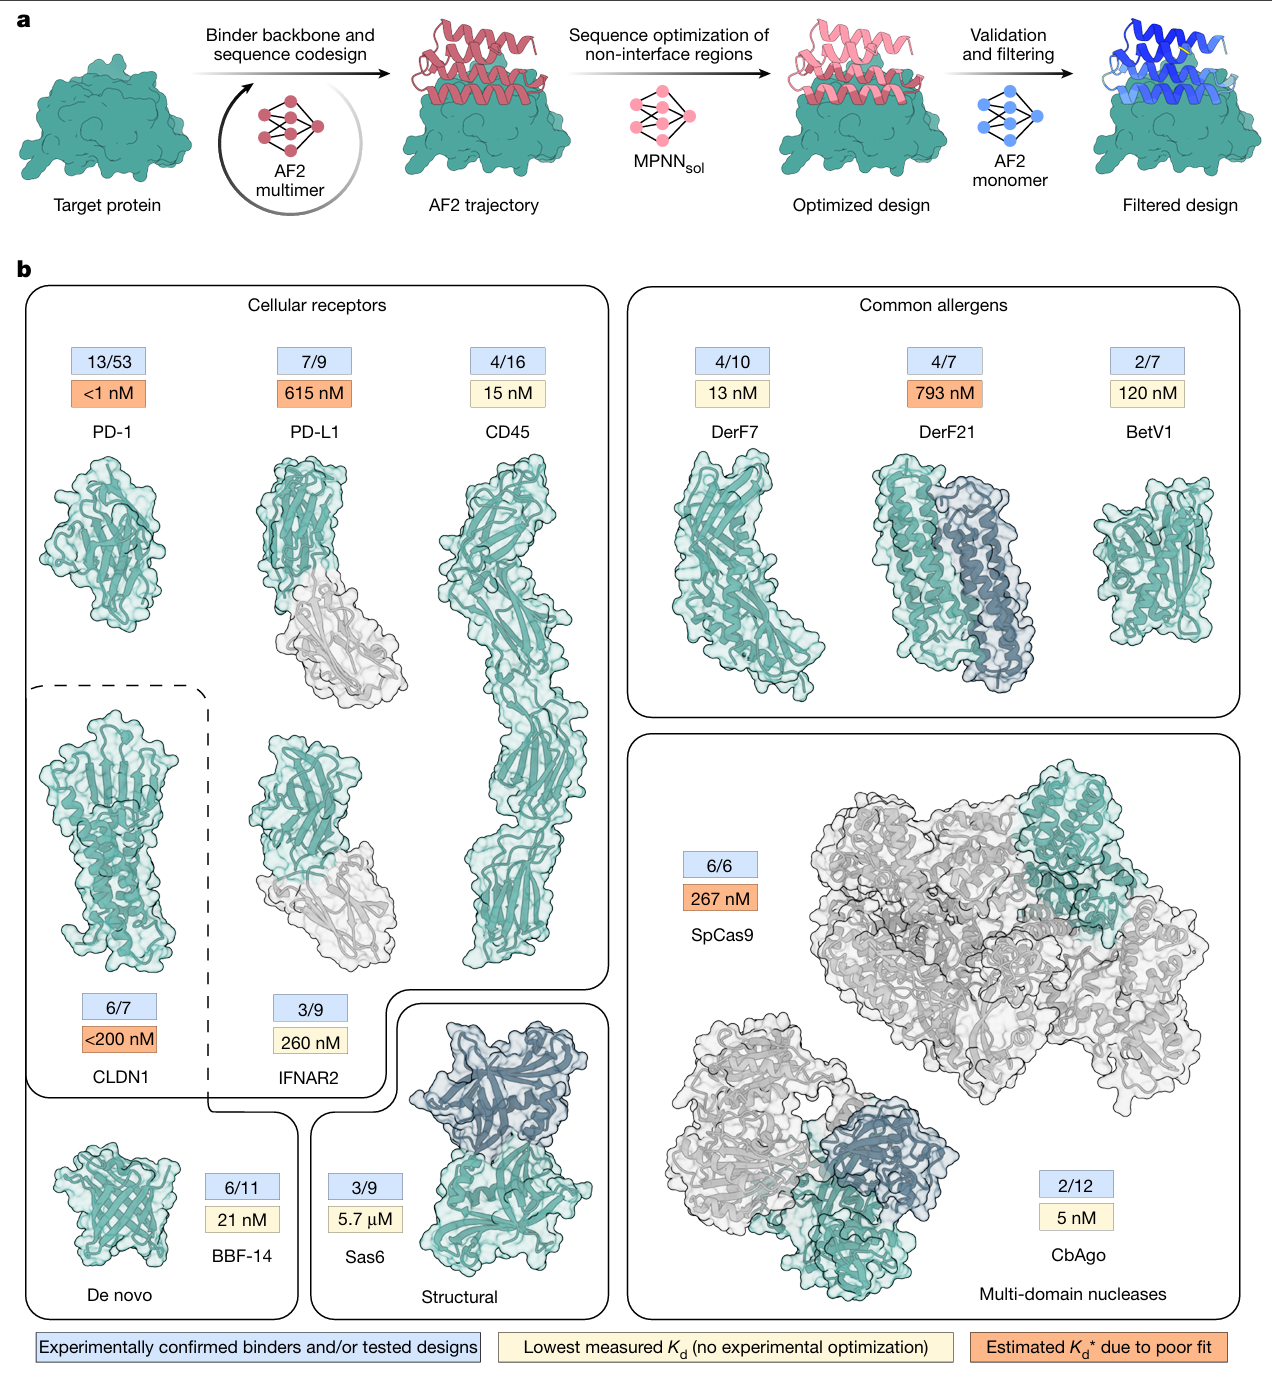 a
Binder backbone and
sequence codesign
Sequence optimization of
non-interface regions
Validation
and filtering
AF2
multimer
MPNNsol
AF2
monomer
Target protein
AF2 trajectory
Optimized design
Filtered design
b
Cellular receptors
13/53
<1 nM
PD-1
7/9
615 nM
PD-L1
4/16
15 nM
CD45
6/7
<200 nM
CLDN1
3/9
260 nM
IFNAR2
Common allergens
4/10
13 nM
DerF7
4/7
793 nM
DerF21
2/7
120 nM
BetV1
6/11
21 nM
BBF-14
De novo
3/9
5.7 μM
Sas6
Structural
6/6
267 nM
SpCas9
2/12
5 nM
CbAgo
Multi-domain nucleases
Experimentally confirmed binders and/or tested designs
Lowest measured Kd (no experimental optimization)
Estimated Kd* due to poor fit